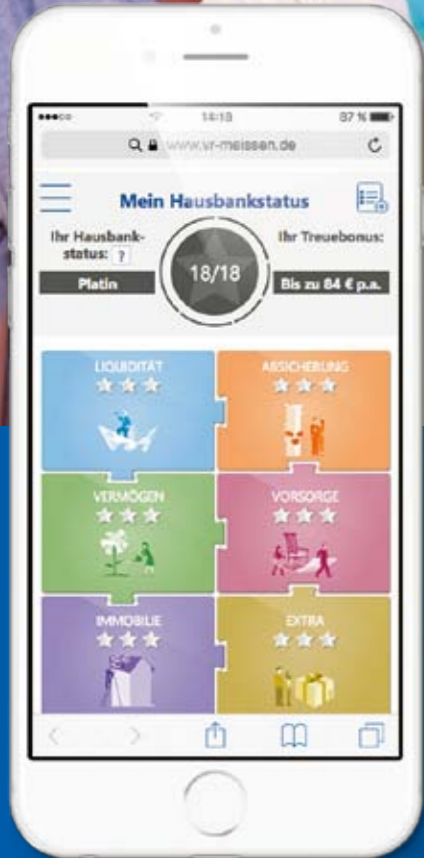 14:18
87 %
www.vr-meissen.de
Mein Hausbankstatus
Ihr Hausbank-
status: ?
Platin
18/18
Ihr Treuebonus:
Bis zu 84 € p.a.
LIQUIDITÄT
ABSICHERUNG
VERMÖGEN
VORSORGE
IMMOBILIE
EXTRA